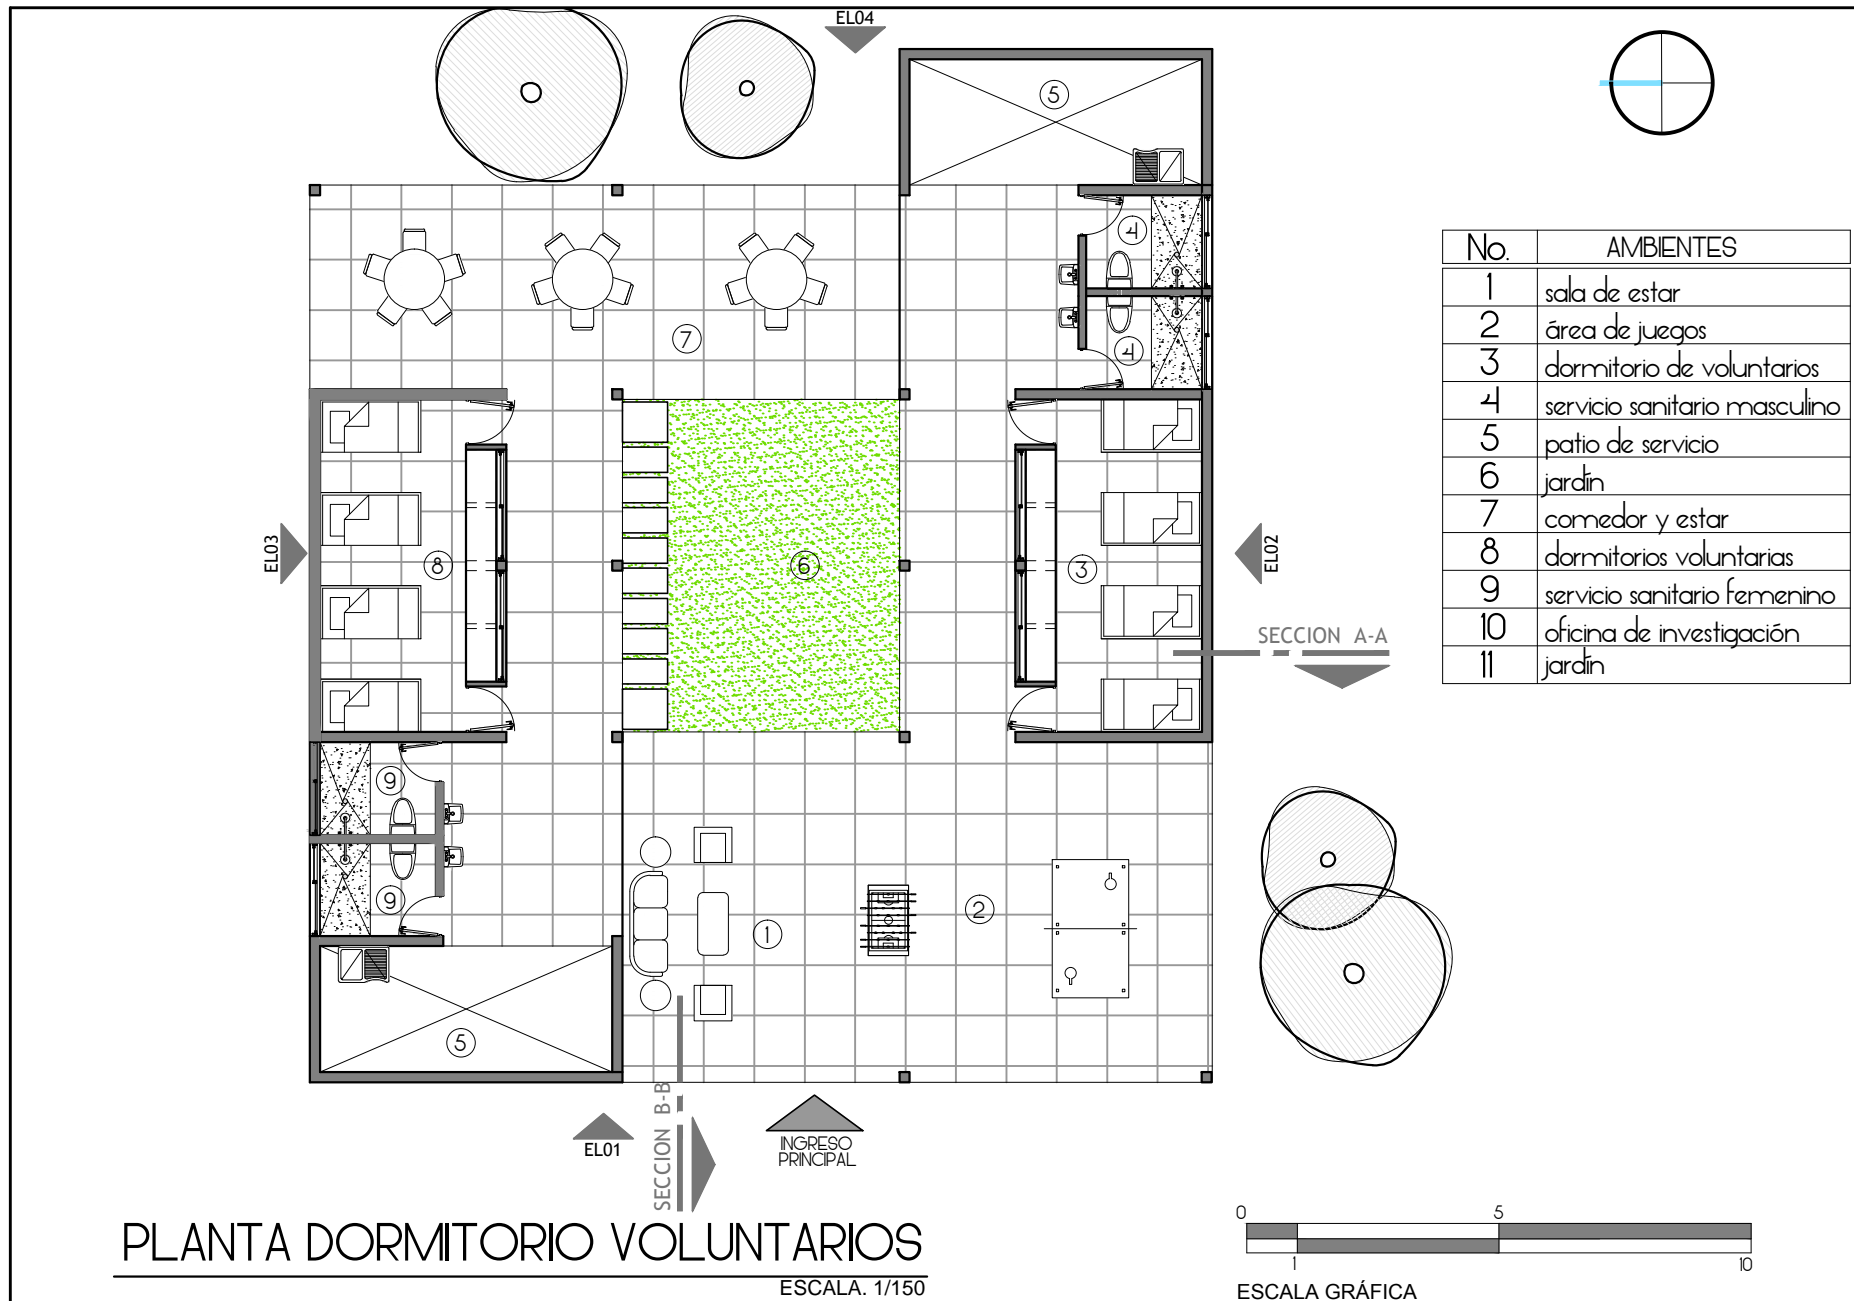 EL04
5
4
4
7
No. AMBIENTES
1 sala de estar
2 área de juegos
3 dormitorio de voluntarios
4 servicio sanitario masculino
5 patio de servicio
6 jardín
7 comedor y estar
8 dormitorios voluntarias
9 servicio sanitario femenino
10 oficina de investigación
11 jardín
EL03
8
6
3
EL02
SECCION A-A
9
9
1
2
5
EL01
SECCION B-B
INGRESO
PRINCIPAL
PLANTA DORMITORIO VOLUNTARIOS
ESCALA. 1/150
0 5
1 10
ESCALA GRÁFICA